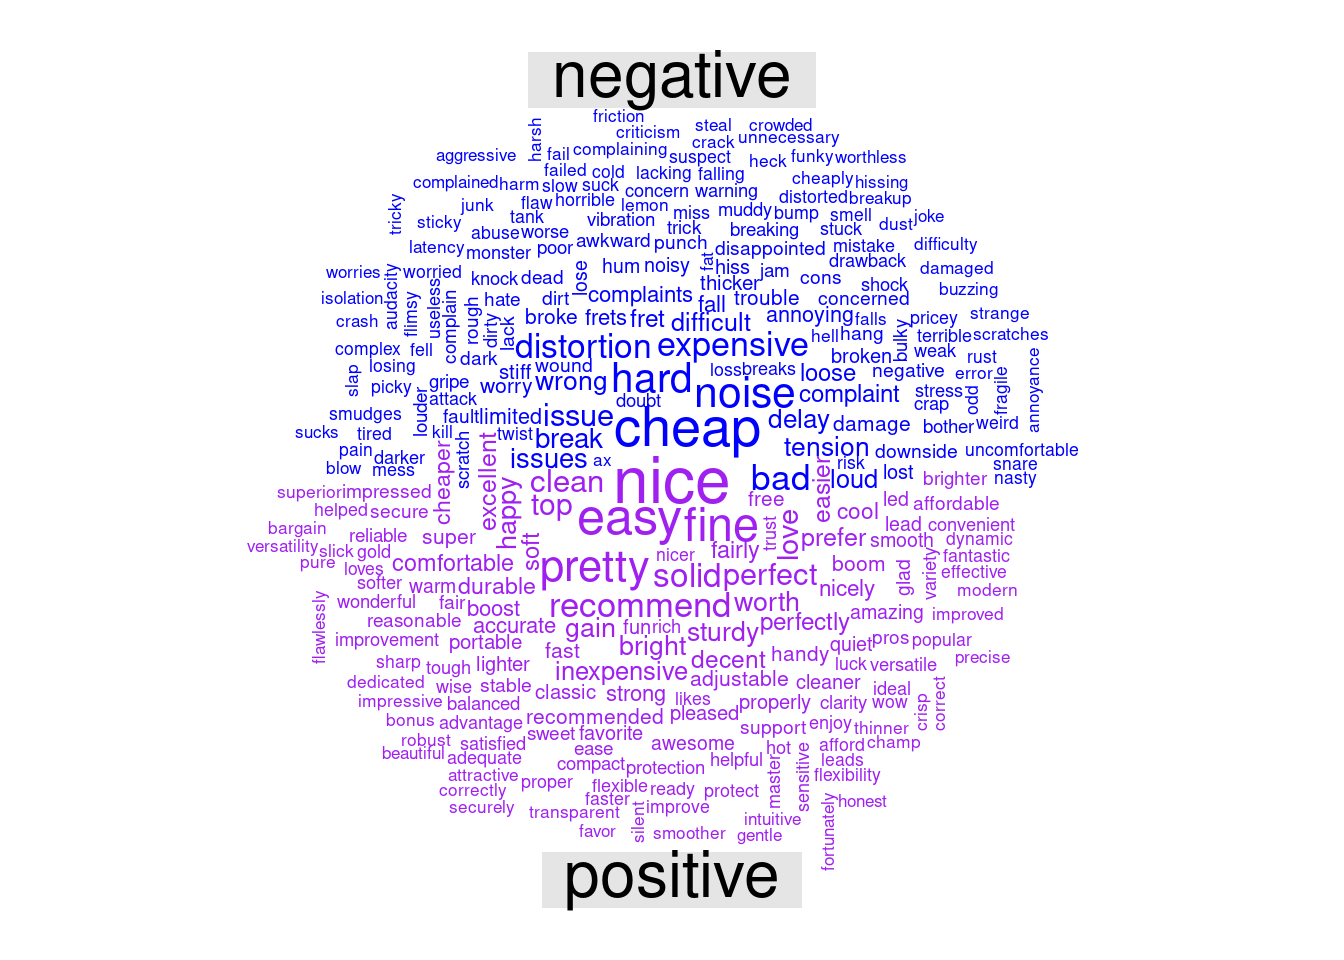 negative
friction
harsh criticism steal crowded
crack unnecessary
aggressive fail complaining suspect heck funky worthless
failed cold lacking falling cheaply hissing
complained harm slow suck concern warning distorted breakup
tricky junk flaw horrible lemon miss muddy bump smell joke
sticky tank vibration trick breaking stuck dust
abuse worse awkward punch disappointed mistake difficulty
latency monster poor fat drawback
worries worried knock dead lose hum noisy hiss jam cons shock damaged
isolation audacity flimsy useless hate dirt complaints thicker trouble concerned buzzing
crash complain rough dirty lack broke frets fret fall difficult annoying falls pricey strange
complex fell dark distortion expensive hell hang bulky terrible scratches
slap losing stiff wound hard loss breaks broken weak rust
picky gripe worry wrong noise loose negative error fragile annoyance
attack doubt complaint stress odd
smudges louder fault limited issue cheap delay damage crap weird
sucks tired kill twist break bother
pain darker scratch issues ax tension downside uncomfortable
blow mess bad loud risk lost snare
nasty
superior impressed cheaper excellent clean nice easier brighter
helped secure happy top free led affordable
bargain reliable super easy fine love cool lead convenient
versatility slick gold soft trust prefer smooth dynamic
pure loves comfortable pretty nicer fairly boom fantastic
softer warm durable solid perfect nicely glad variety effective
flawlessly wonderful fair boost recommend worth modern
reasonable accurate gain fun rich sturdy perfectly amazing improved
improvement portable fast bright quiet pros popular
sharp tough lighter inexpensive decent handy luck versatile precise
dedicated wise stable classic strong likes adjustable cleaner ideal
impressive balanced properly clarity wow crisp correct
bonus advantage recommended pleased support enjoy thinner
robust satisfied sweet favorite awesome hot afford champ
beautiful adequate ease helpful leads
attractive compact protection master sensitive flexibility
correctly proper flexible ready protect
securely transparent faster silent improve honest
favor smoother intuitive gentle fortunately
positive